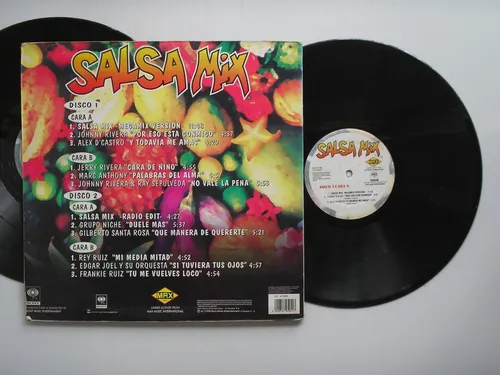 SALSA MIX
DISCO 1
CARA A
1. SALSA MIX "MEGAMIX VERSION"
2. JOHNNY RIVERA "POR ESO ESTA CONMIGO" 4:37
3. ALEX D'CASTRO "Y TODAVIA ME AMAS" 5:20
CARA B
1. JERRY RIVERA "CARA DE NIÑO" 4:55
2. MARC ANTHONY "PALABRAS DEL ALMA"
3. JOHNNY RIVERA & RAY SEPULVEDA "NO VALE LA PENA"
DISCO 2
CARA A
1. SALSA MIX "RADIO EDIT" 4:27
2. GRUPO NICHE "DUELE MAS" 5:17
3. GILBERTO SANTA ROSA "QUE MANERA DE QUERERTE" 5:21
CARA B
1. REY RUIZ "MI MEDIA MITAD" 4:52
2. EDGAR JOEL Y SU ORQUESTA "SI TUVIERA TUS OJOS" 4:57
3. FRANKIE RUIZ "TU ME VUELVES LOCO" 4:54
MAX
MAX MUSIC INTERNATIONAL
SALSA MIX